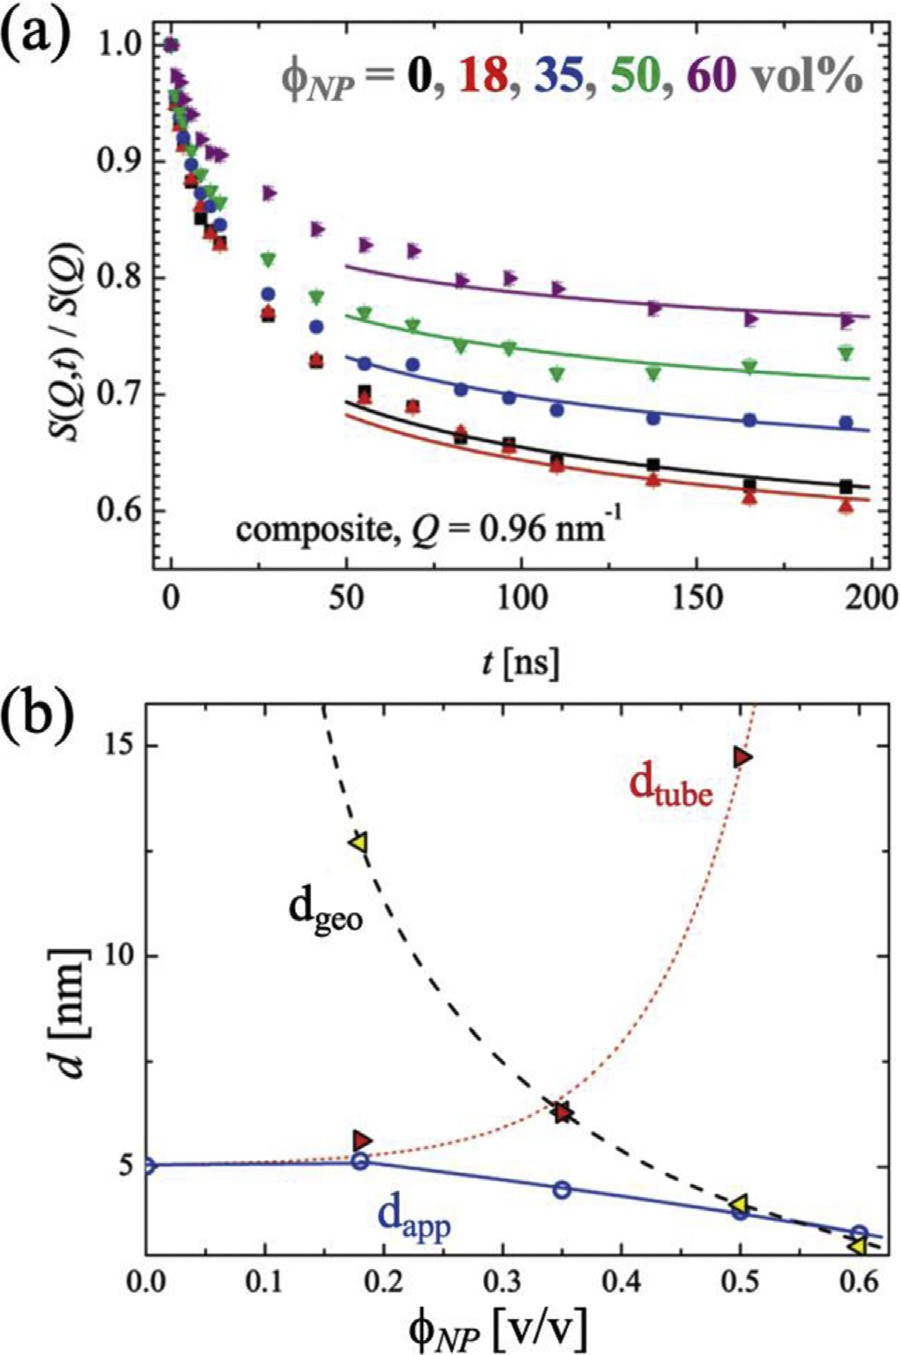 (a)
ϕNP = 0, 18, 35, 50, 60 vol%
1.0
0.9
0.8
0.7
0.6
S(Q,t) / S(Q)
composite, Q = 0.96 nm-1
0 50 100 150 200
t [ns]
(b)
15
10
5
d [nm]
dtube
dgeo
dapp
0.0 0.1 0.2 0.3 0.4 0.5 0.6
ϕNP [v/v]